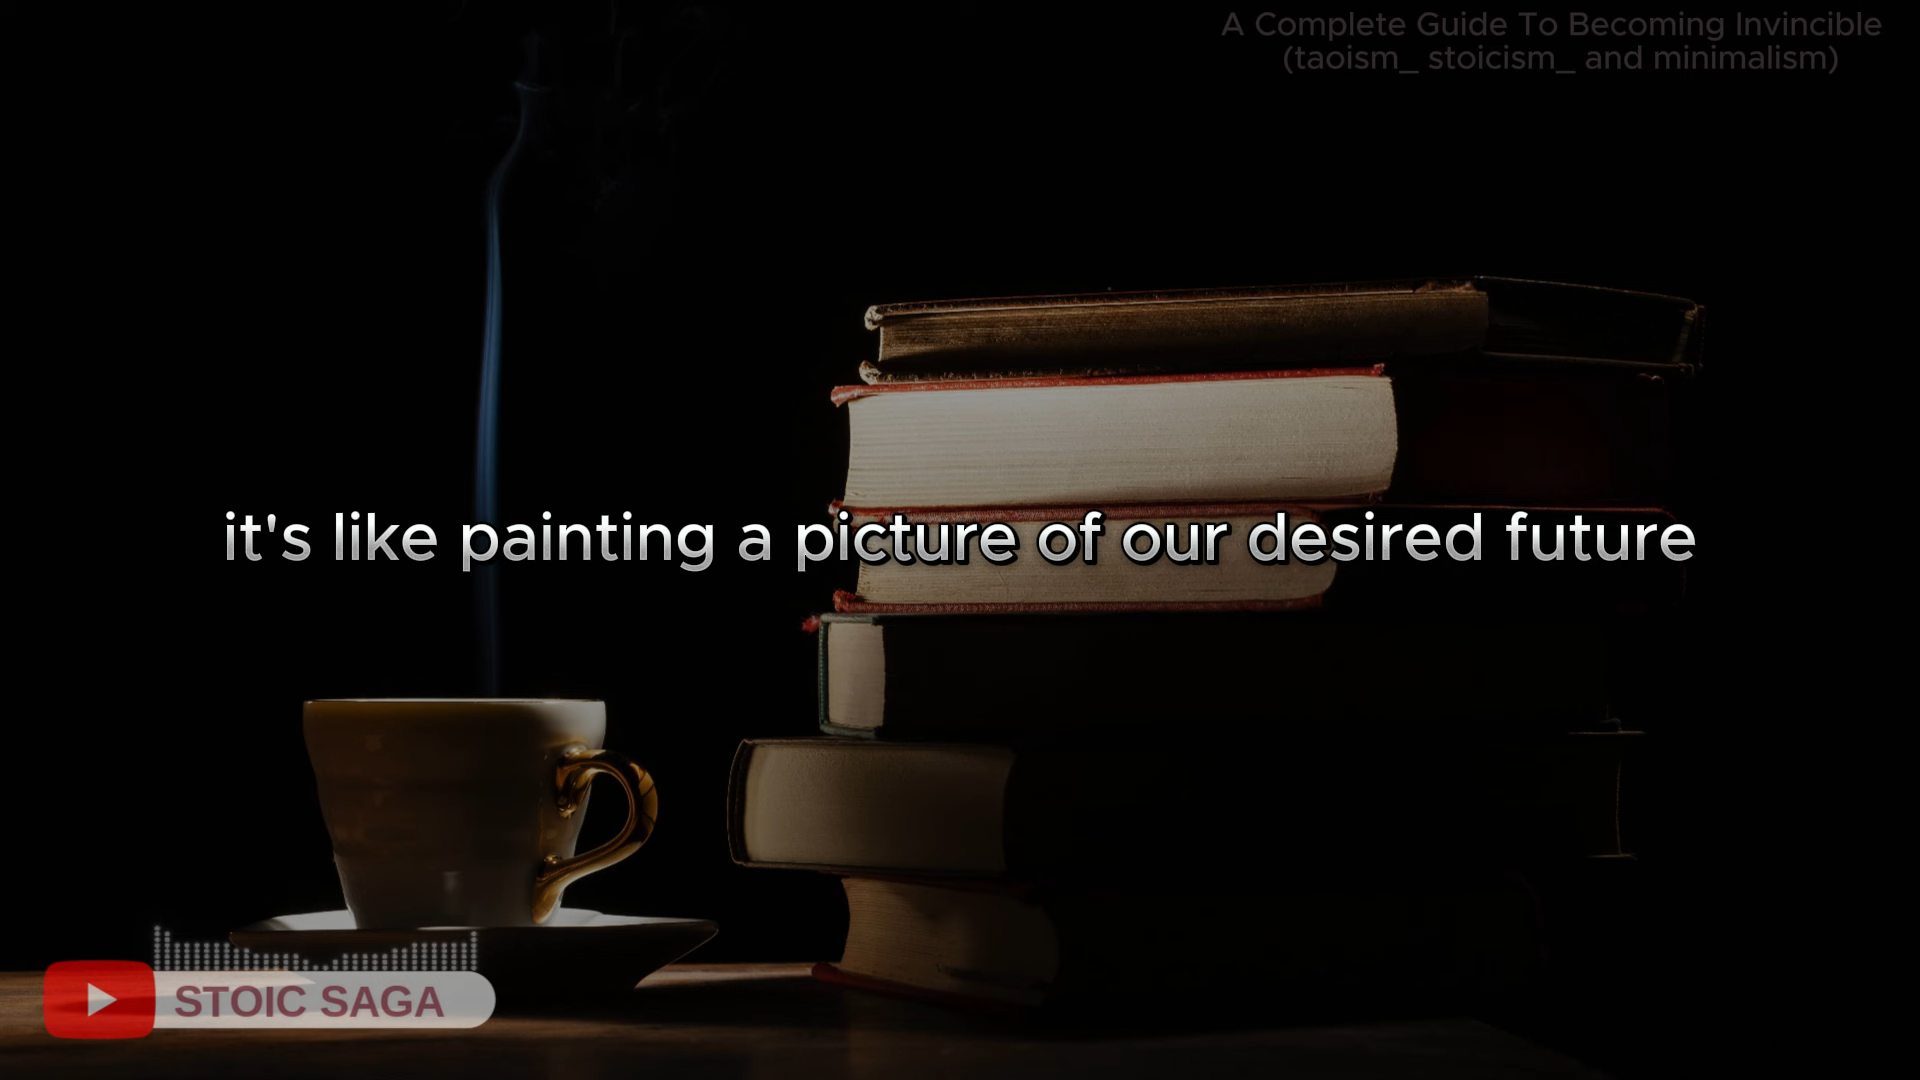 A Complete Guide To Becoming Invincible
(taoism_ stoicism_ and minimalism)
it's like painting a picture of our desired future
STOIC SAGA